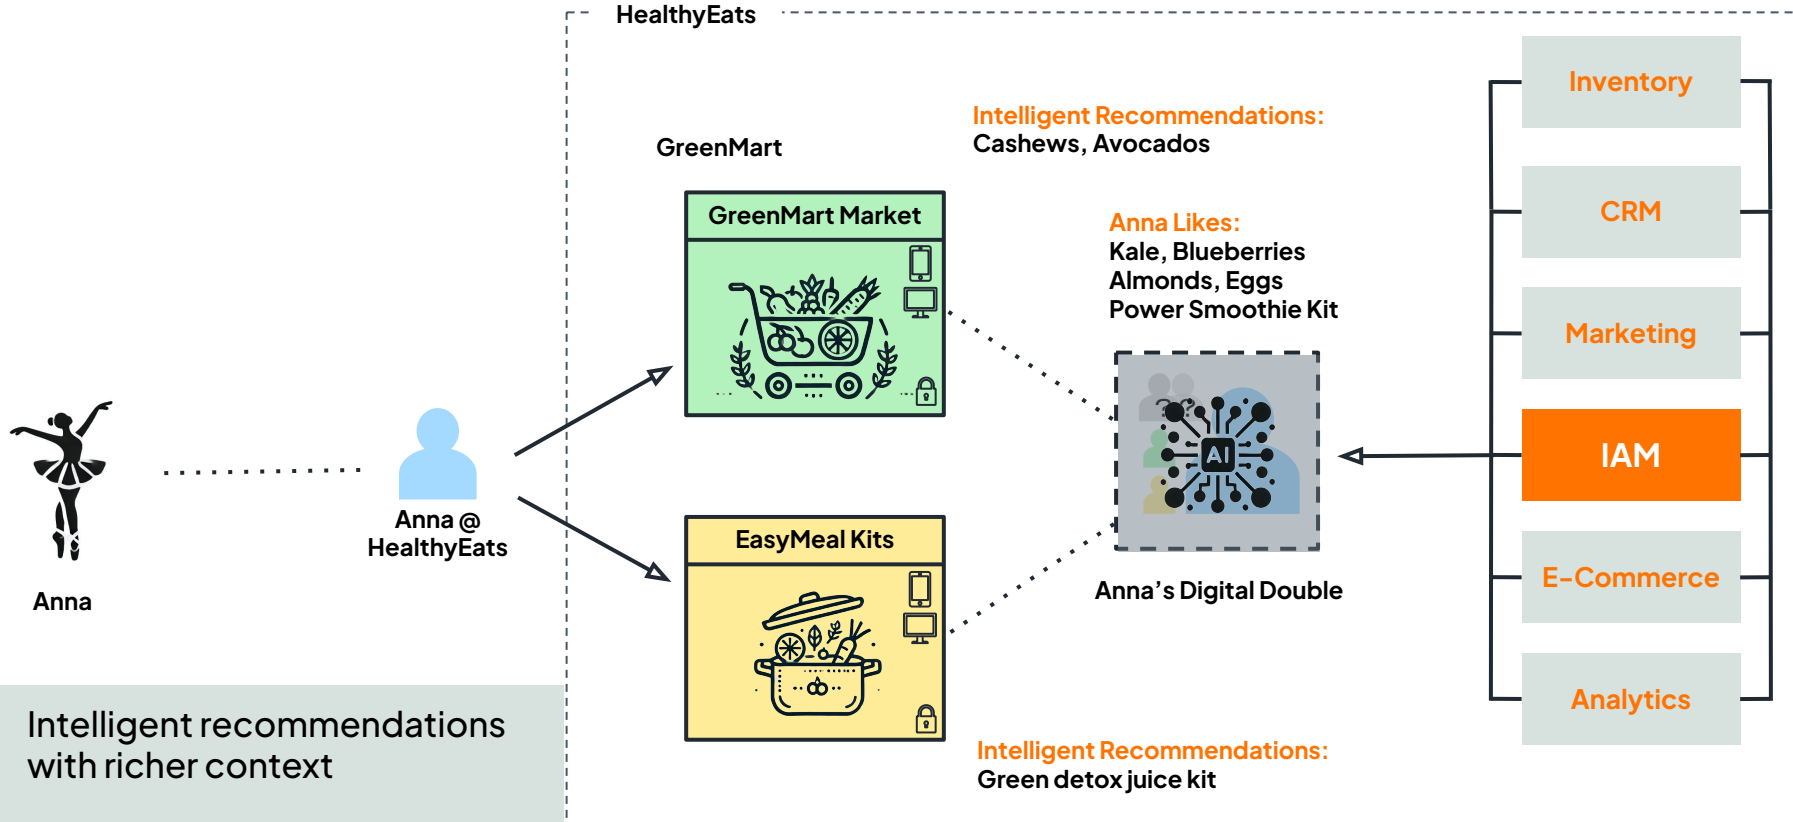 HealthyEats
GreenMart
Intelligent Recommendations:
Cashews, Avocados
GreenMart Market
Anna Likes:
Kale, Blueberries
Almonds, Eggs
Power Smoothie Kit
? ?
AI
Anna's Digital Double
Anna
Anna @
HealthyEats
EasyMeal Kits
Intelligent Recommendations:
Green detox juice kit
Inventory
CRM
Marketing
IAM
E-Commerce
Analytics
Intelligent recommendations
with richer context